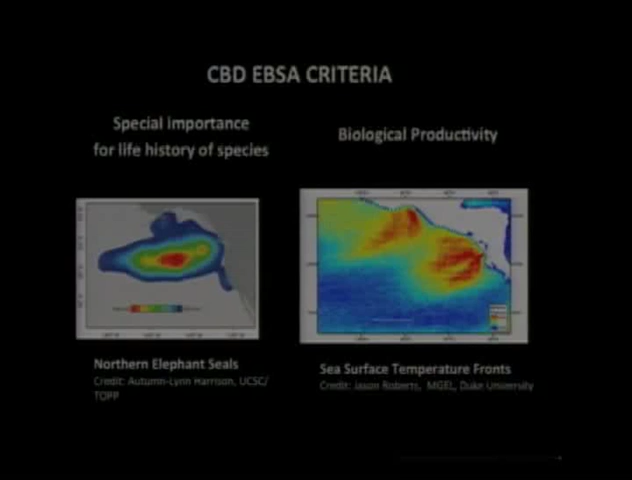 CBD EBSA CRITERIA
Special importance
for life history of species
Biological Productivity
Northern Elephant Seals
Credit: Autumn-Lynn Harrison, UCSC/
TOPP
Sea Surface Temperature Fronts
Credit: Jason Roberts, MGEL, Duke University